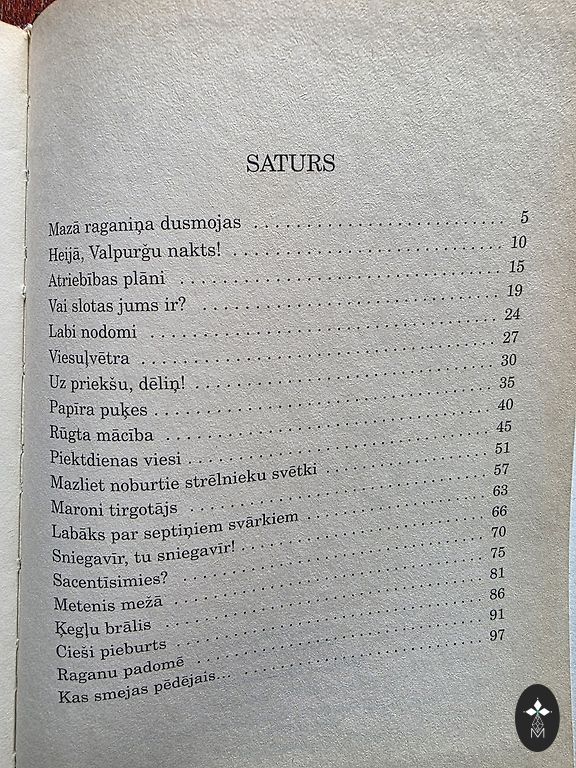 SATURS
Mazā raganiņa dusmojas . . . . . . . . . . . . . . . . . . . . . . 5
Heijā, Valpurģu nakts! . . . . . . . . . . . . . . . . . . . . . . 10
Atriebības plāni . . . . . . . . . . . . . . . . . . . . . . 15
Vai slotas jums ir? . . . . . . . . . . . . . . . . . . . . . . 19
Labi nodomi . . . . . . . . . . . . . . . . . . . . . . 24
Viesuļvētra . . . . . . . . . . . . . . . . . . . . . . 27
Uz priekšu, dēliņ! . . . . . . . . . . . . . . . . . . . . . . 30
Papīra puķes . . . . . . . . . . . . . . . . . . . . . . 35
Rūgta mācība . . . . . . . . . . . . . . . . . . . . . . 40
Piektdienas viesi . . . . . . . . . . . . . . . . . . . . . . 45
Mazliet noburtie strēlnieku svētki . . . . . . . . . . . . . . 51
Maroni tirgotājs . . . . . . . . . . . . . . . . . . . . . . 57
Labāks par septiņiem svārkiem . . . . . . . . . . . . . . . . 63
Sniegavīr, tu sniegavīr! . . . . . . . . . . . . . . . . . . . . 66
Sacentīsimies? . . . . . . . . . . . . . . . . . . . . . . 70
Metenis mežā . . . . . . . . . . . . . . . . . . . . . . 75
Ķegļu brālis . . . . . . . . . . . . . . . . . . . . . . 81
Cieši pieburts . . . . . . . . . . . . . . . . . . . . . . 86
Raganu padomē . . . . . . . . . . . . . . . . . . . . . . 91
Kas smejas pēdējais... . . . . . . . . . . . . . . . . . . . . . 97
M